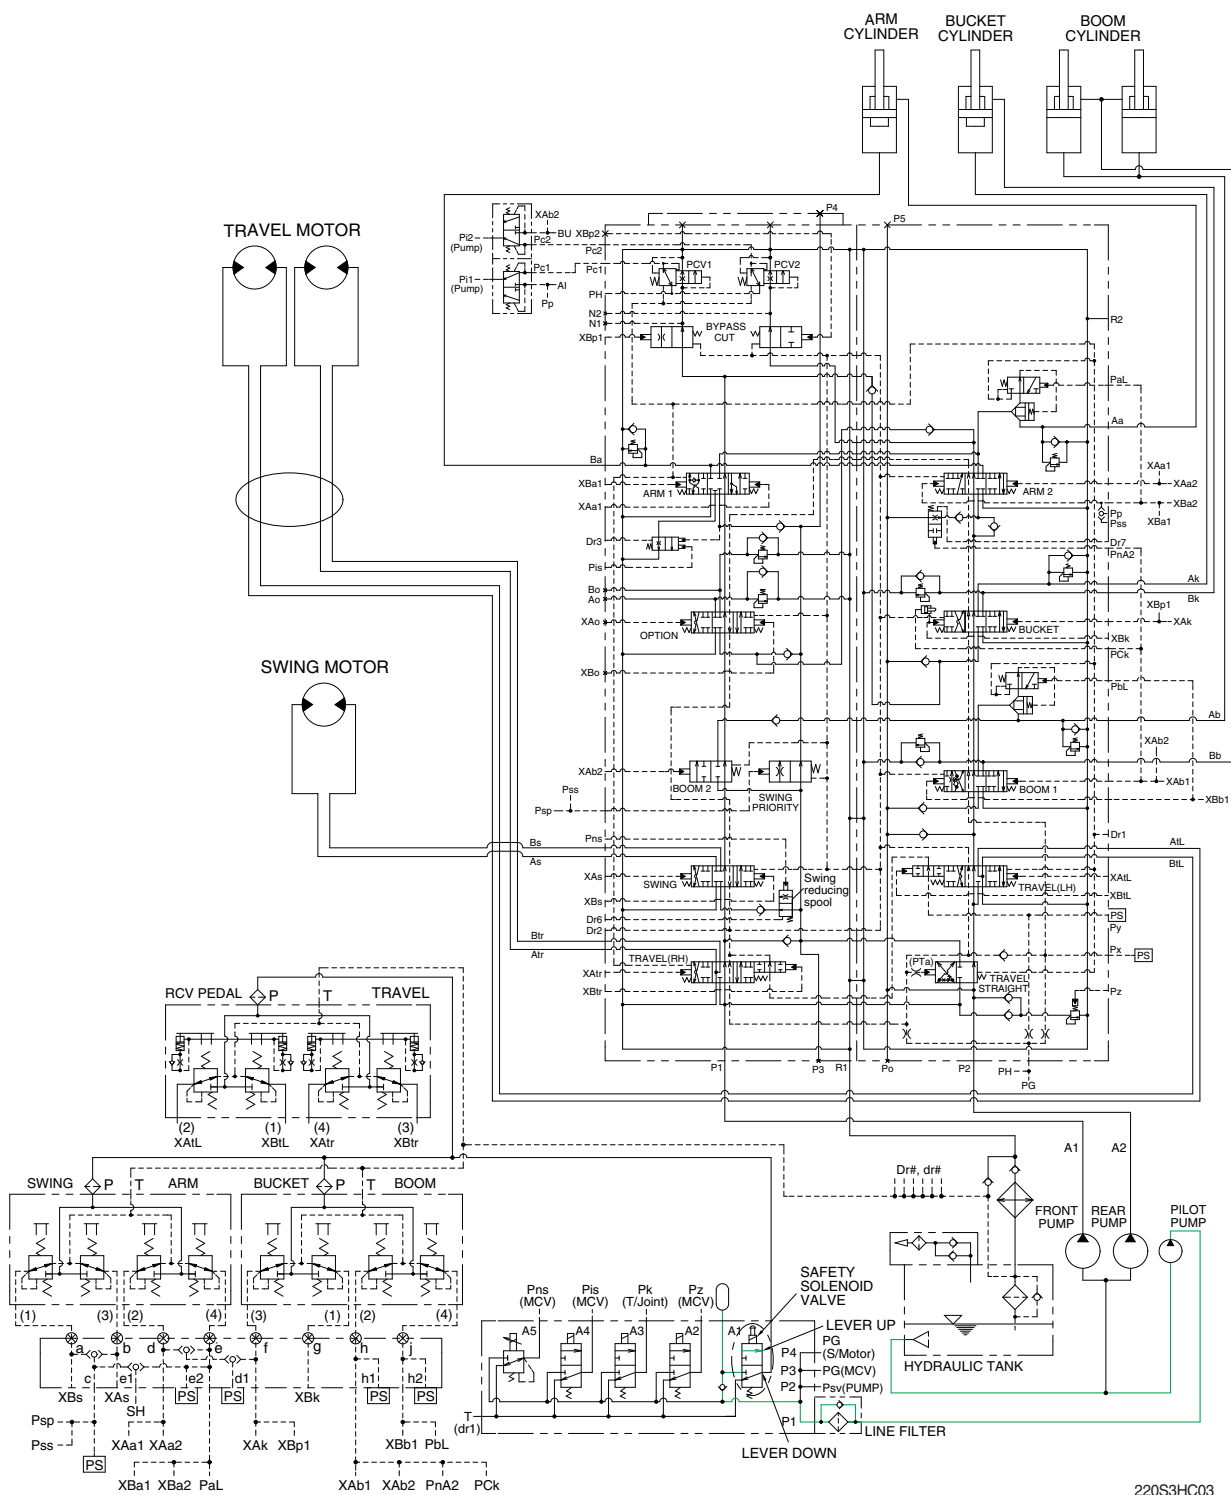 ARM
CYLINDER
BUCKET
CYLINDER
BOOM
CYLINDER
TRAVEL MOTOR
XAb2
BU
XBp2
P4
P5
Pi2
(Pump)
Pc2
Pc2
Pc1
Pc1
PCV1
PCV2
Pi1
(Pump)
AI
Pp
PH
N2
N1
BYPASS
CUT
XBp1
R2
PaL
Aa
Ba
XBa1
ARM 1
XAa1
ARM 2
XAa1
XAa2
XBa2
XBa1
Pp
Pss
Dr3
Dr7
Pis
PnA2
Bo
Ao
Ak
Bk
XBp1
XAo
OPTION
BUCKET
XAk
XBk
PCk
XBo
SWING MOTOR
PbL
Ab
Bb
XAb2
XAb2
BOOM 2
SWING
PRIORITY
BOOM 1
XAb1
XBb1
Pss
Psp
Pns
Dr1
Bs
As
AtL
BtL
XAs
SWING
Swing
reducing
spool
TRAVEL(LH)
XAtL
XBtL
XBs
Dr6
Dr2
PS
Py
Btr
Atr
TRAVEL(RH)
Px
PS
XAtr
(PTa)
TRAVEL
STRAIGHT
XBtr
Pz
RCV PEDAL
P
T
TRAVEL
P1
P3
R1
Po
P2
PH
PG
(2)
(1)
(4)
(3)
XAtL
XBtL
XAtr
XBtr
A1
A2
SWING
P
T
ARM
BUCKET
P
T
BOOM
Dr#, dr#
FRONT
PUMP
REAR
PUMP
PILOT
PUMP
Pns
(MCV)
Pis
(MCV)
Pk
(T/Joint)
Pz
(MCV)
SAFETY
SOLENOID
VALVE
LEVER UP
(1)
(3)
(2)
(4)
(3)
(1)
(2)
(4)
A5
A4
A3
A2
A1
PG
P4
(S/Motor)
P3
PG(MCV)
P2
Psv(PUMP)
HYDRAULIC TANK
a
b
d
e
f
g
h
j
c
e1
e2
d1
h1
h2
XBs
XAs
PS
PS
XBk
PS
PS
SH
T
(dr1)
P1
LINE FILTER
LEVER DOWN
Psp
Pss
PS
XAa1
XAa2
XAk
XBp1
XBb1
PbL
XBa1
XBa2
PaL
XAb1
XAb2
PnA2
PCk
220S3HC03